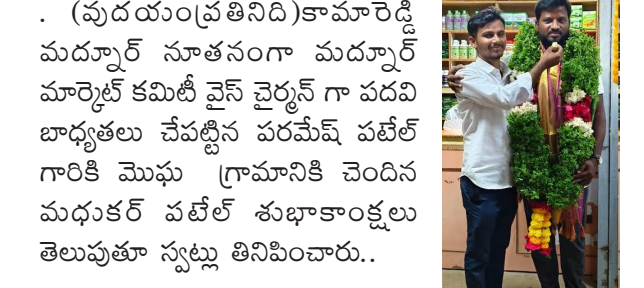 . (వుదయంప్రతినిది)కామారెడ్డి
మద్నూర్ నూతనంగా మద్నూర్
మార్కెట్ కమిటీ వైస్ చైర్మన్ గా పదవి
బాధ్యతలు చేపట్టిన పరమేష్ పటేల్
గారికి మొఘ గ్రామానికి చెందిన
మధుకర్ పటేల్ శుభాకాంక్షలు
తెలుపుతూ స్వట్లు తినిపించారు..